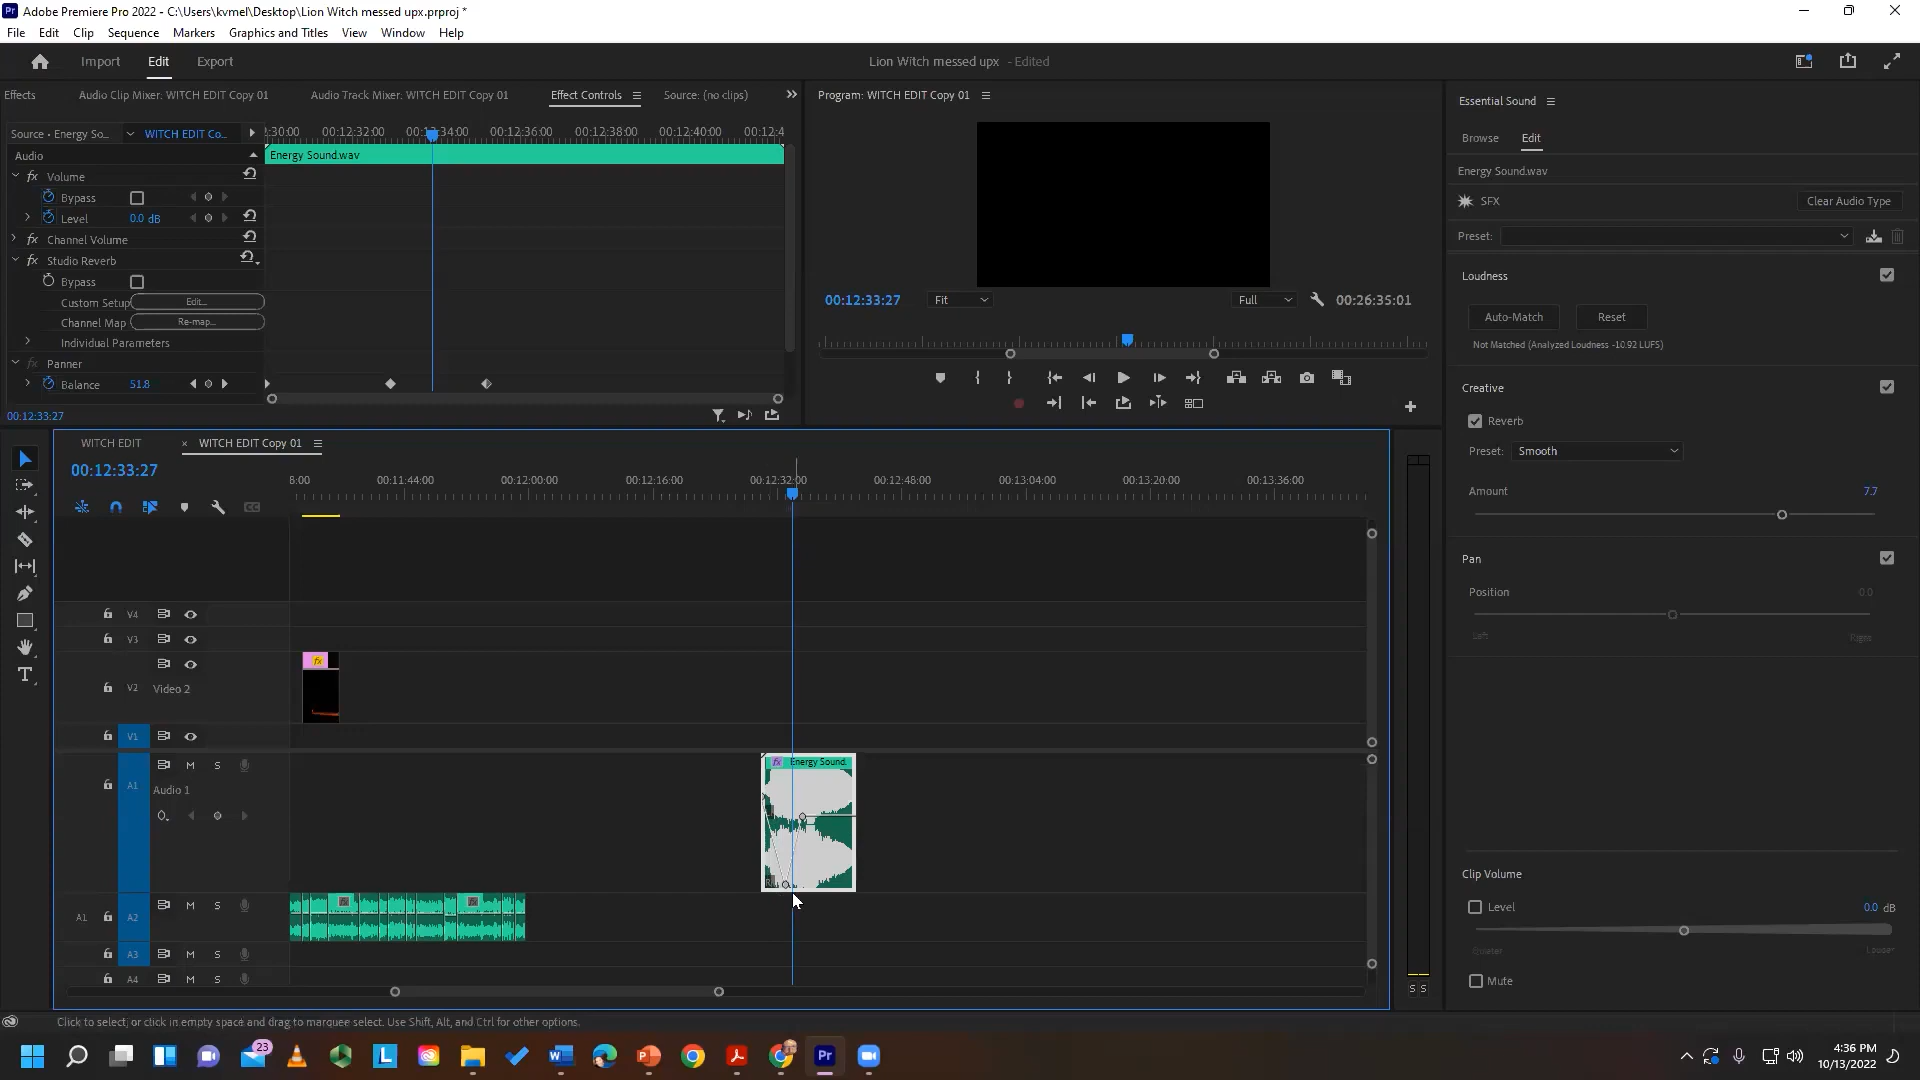 Adobe Premiere Pro 2022 - C:\Users\kvmel\Desktop\Lion Witch messed upx.prproj *
File Edit Clip Sequence Markers Graphics and Titles View Window Help
Import Edit Export
Lion Witch messed upx - Edited
Effects Audio Clip Mixer: WITCH EDIT Copy 01 Audio Track Mixer: WITCH EDIT Copy 01 Effect Controls Source: (no clips)
Program: WITCH EDIT Copy 01
Essential Sound
Source • Energy So... WITCH EDIT Co... :30:00 00:12:32:00 00:12:34:00 00:12:36:00 00:12:38:00 00:12:40:00 00:12:4
Browse Edit
Audio
Energy Sound.wav
Energy Sound.wav
fx Volume
Bypass
SFX
Clear Audio Type
Level 0.0 dB
fx Channel Volume
Preset:
fx Studio Reverb
Bypass
Loudness
Custom Setup Edit...
Auto-Match Reset
Channel Map Re-map...
Not Matched (Analyzed Loudness -10.92 LUFS)
Individual Parameters
fx Panner
Balance 51.8
00:12:33:27
00:12:33:27 Fit Full 00:26:35:01
Creative
Reverb
Preset: Smooth
Amount 7.7
WITCH EDIT × WITCH EDIT Copy 01
00:12:33:27
8:00 00:11:44:00 00:12:00:00 00:12:16:00 00:12:32:00 00:12:48:00 00:13:04:00 00:13:20:00 00:13:36:00
CC
Pan
Position 0.0
Left Right
V4
V3
fx
V2 Video 2
V1
M S
fx Energy Sound.
A1 Audio 1
L
R
Clip Volume
Level 0.0 dB
Quieter Louder
Mute
A1 A2 M S
fx fx
A3 M S
A4 M S
S S
T
Click to select, or click in empty space and drag to marquee select. Use Shift, Alt, and Ctrl for other options.
23
L
Pr
4:36 PM
10/13/2022